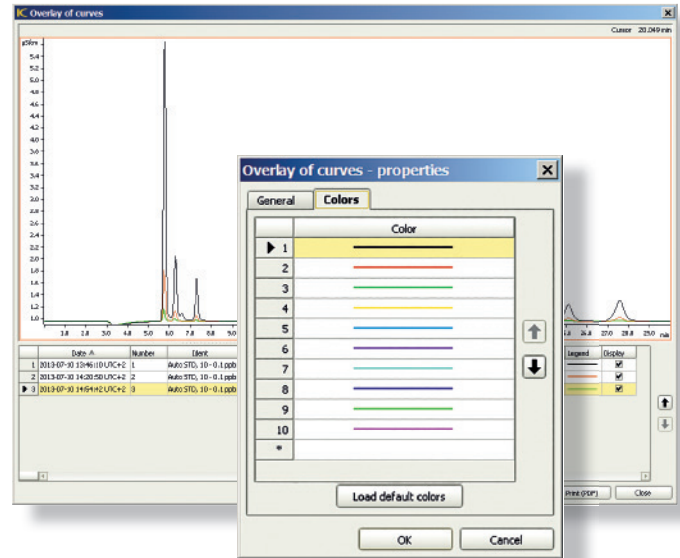 Overlay of curves
Cursor 20.049 min
µS/cm
5.4
5.2
5.0
4.8
4.6
4.4
4.2
4.0
3.8
3.6
3.4
3.2
3.0
2.8
2.6
2.4
2.2
2.0
1.8
1.6
1.4
1.2
1.0
Overlay of curves - properties
General Colors
Color
1
2
3
4
5
6
7
8
9
10
*
Load default colors
OK Cancel
27.0 28.0 min
Date Number Ident Legend Display
1 2013-07-10 13:46:10 UTC+2 1 Auto STD, 10 - 0.1 ppb
2 2013-07-10 14:20:50 UTC+2 2 Auto STD, 10 - 0.1 ppb
3 2013-07-10 14:54:42 UTC+2 3 Auto STD, 10 - 0.1 ppb
Print (PDF) Close